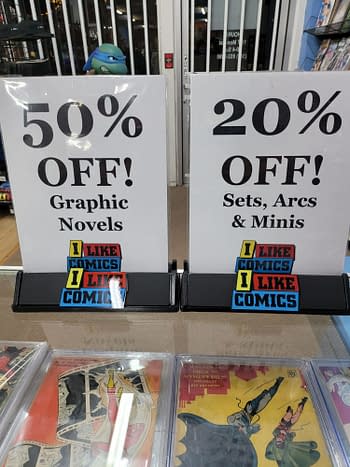 50%
OFF!
Graphic
Novels
I LIKE
COMICS
I LIKE
COMICS
20%
OFF!
Sets, Arcs
& Minis
I LIKE
COMICS
I LIKE
COMICS